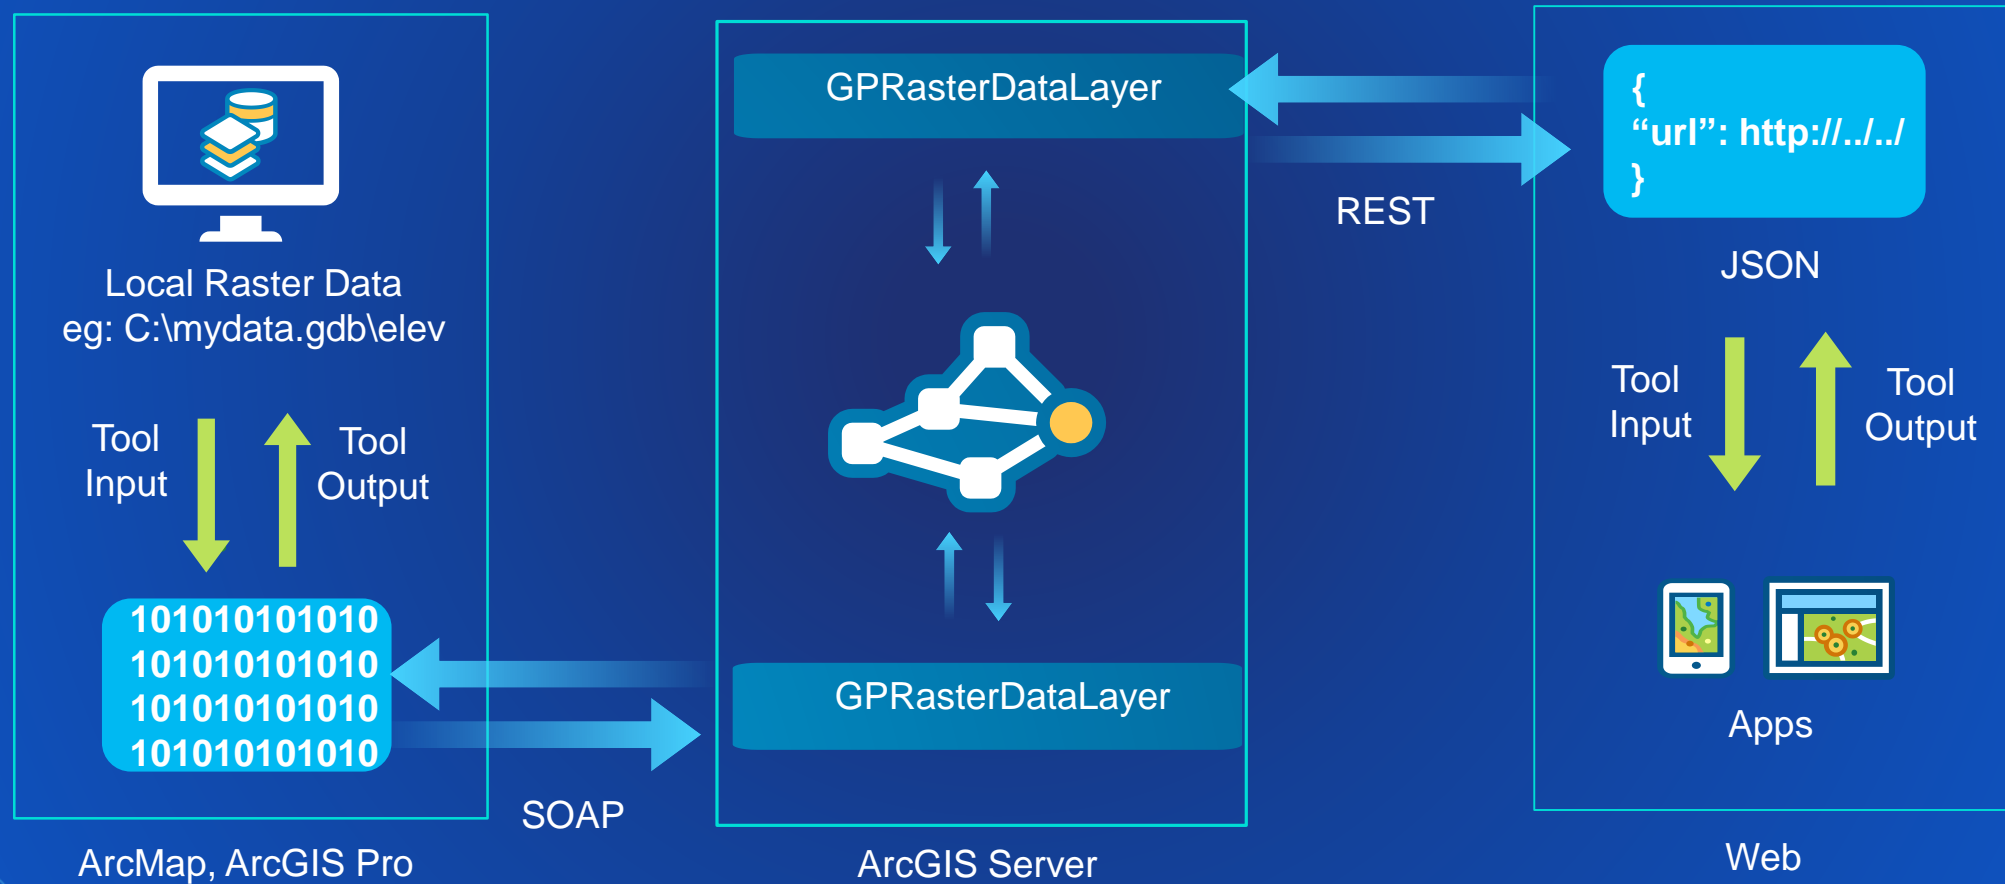 Local Raster Data
eg: C:\mydata.gdb\elev
Tool
Input
Tool
Output
101010101010
101010101010
101010101010
101010101010
ArcMap, ArcGIS Pro
SOAP
GPRasterDataLayer
GPRasterDataLayer
ArcGIS Server
REST
{
“url”: http://../../
}
JSON
Tool
Input
Tool
Output
Apps
Web